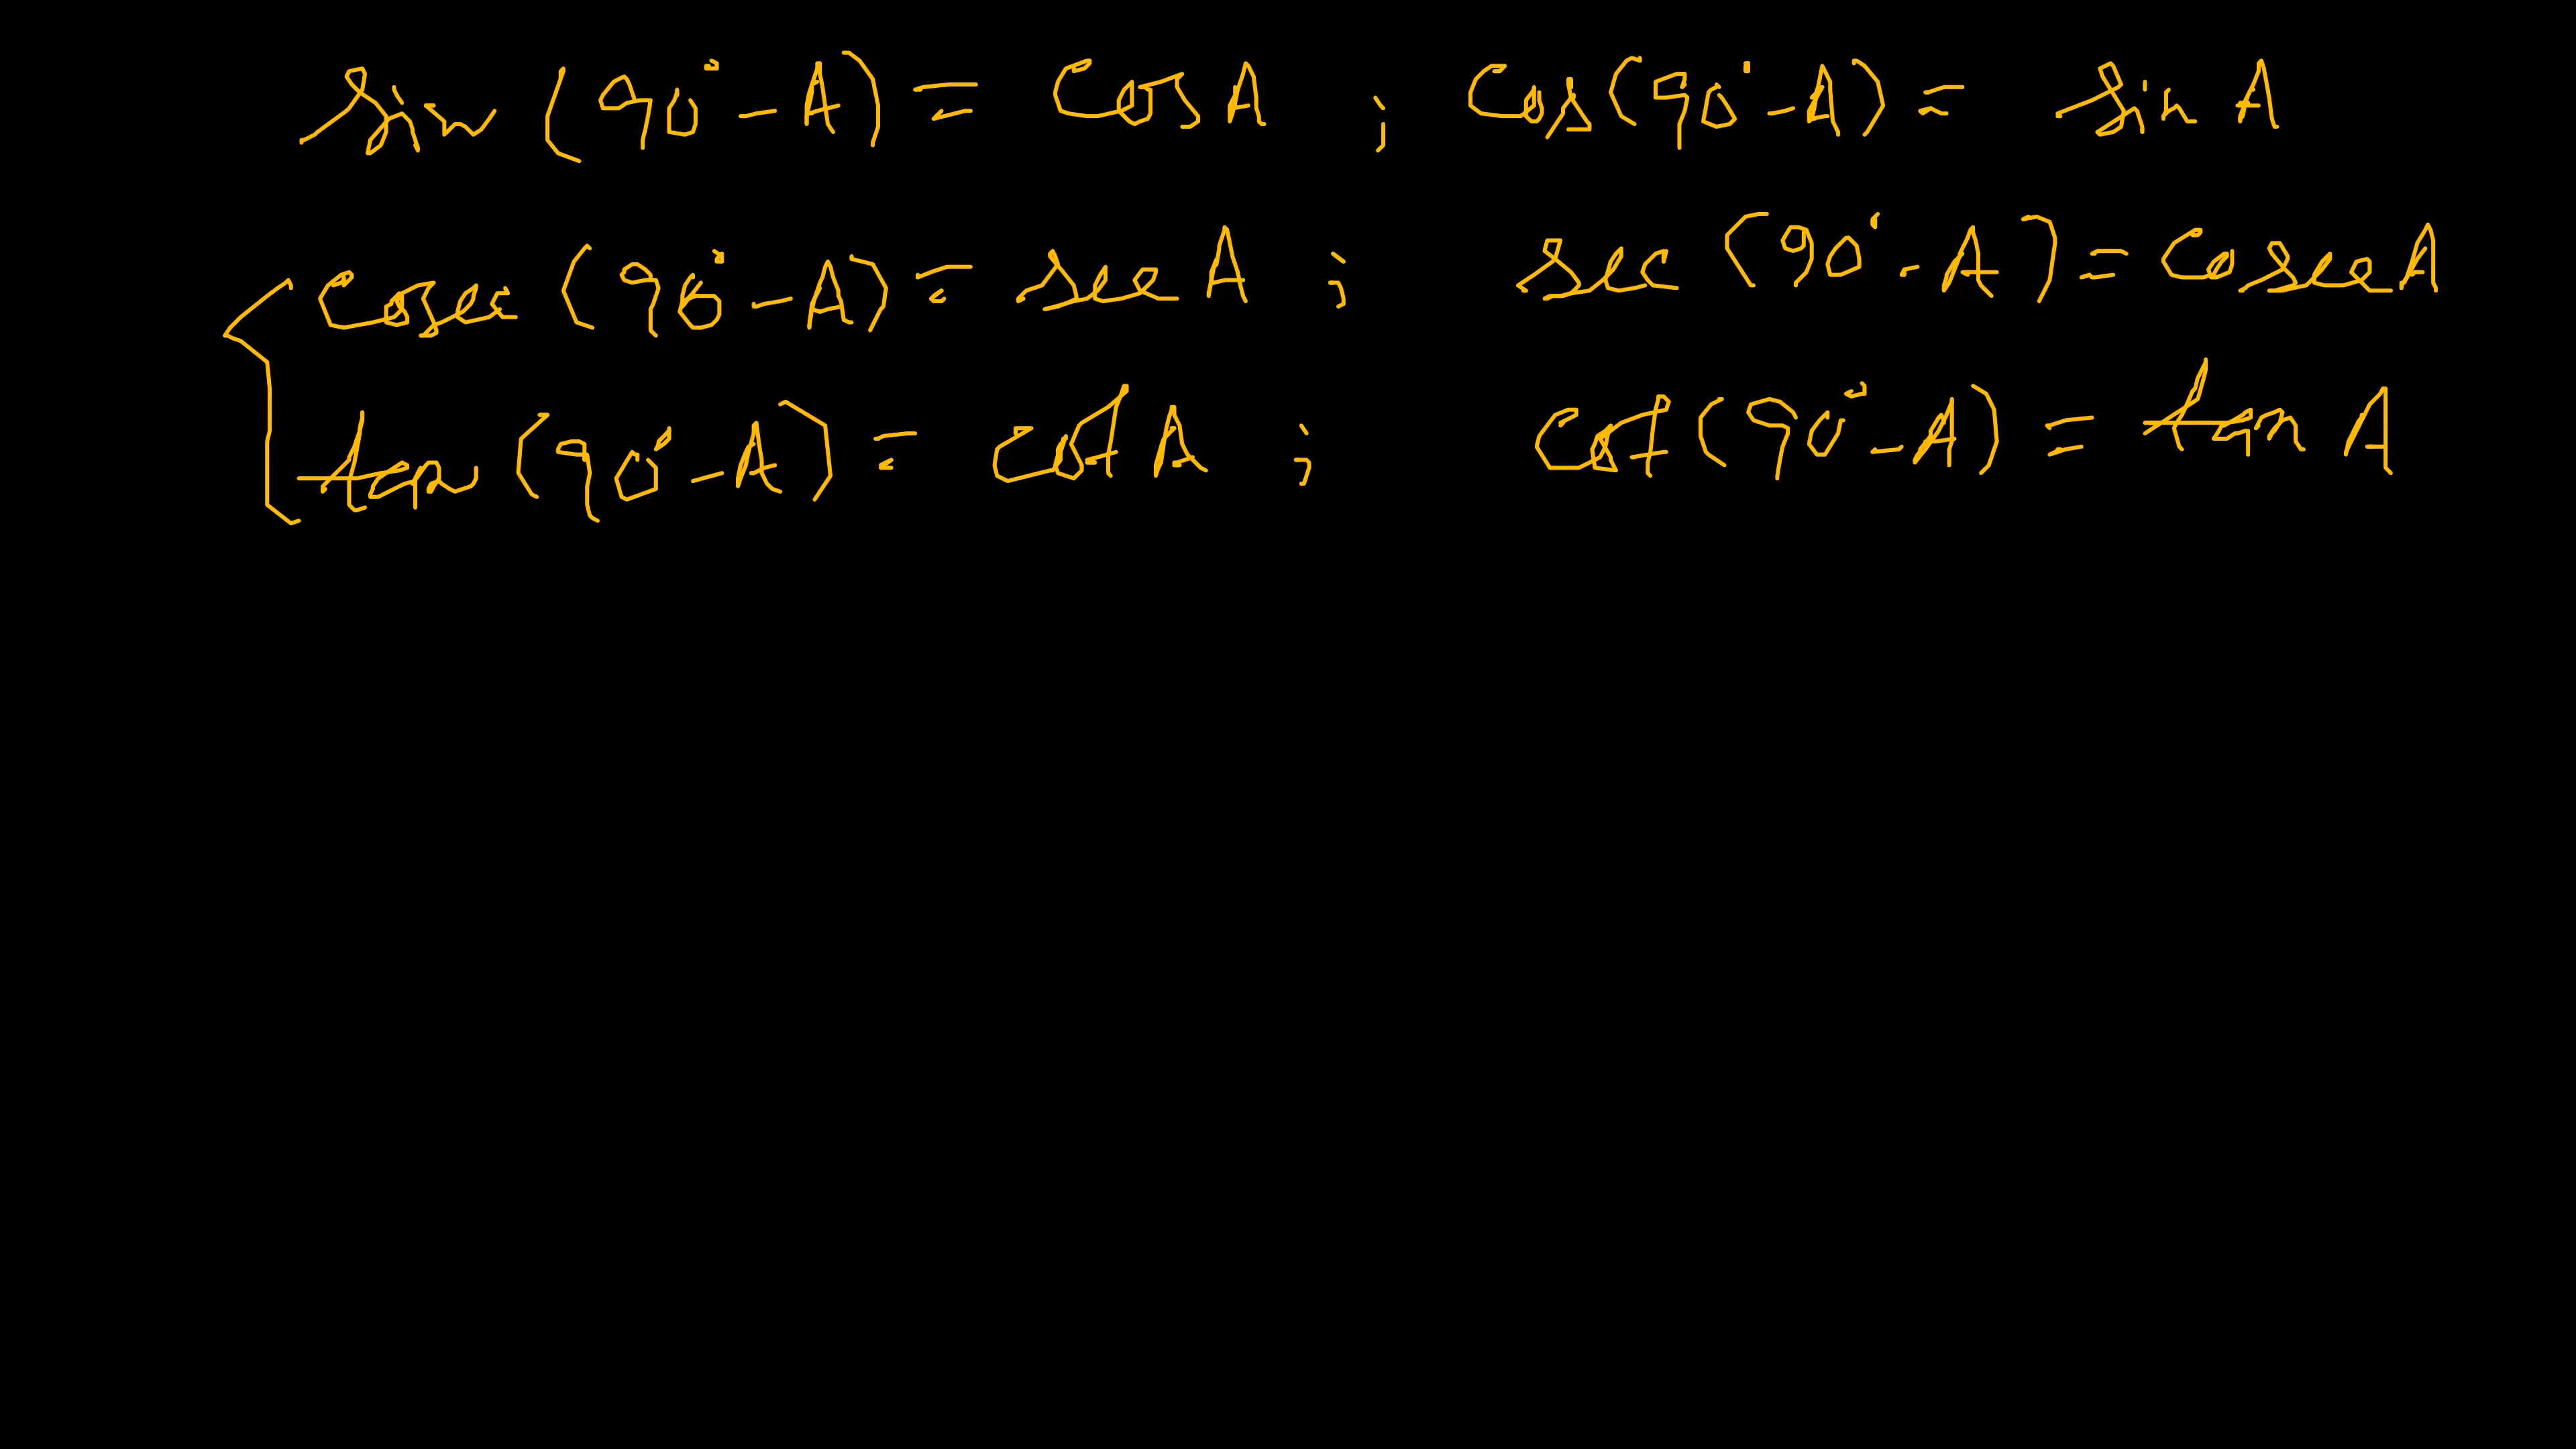 sin (90° - A) = Cos A ; Cos(90° - A) = sin A
Cosec (90° - A) = sec A ; sec (90° - A) = Cosec A
tan (90° - A) = cot A ; Cot (90° - A) = tan A